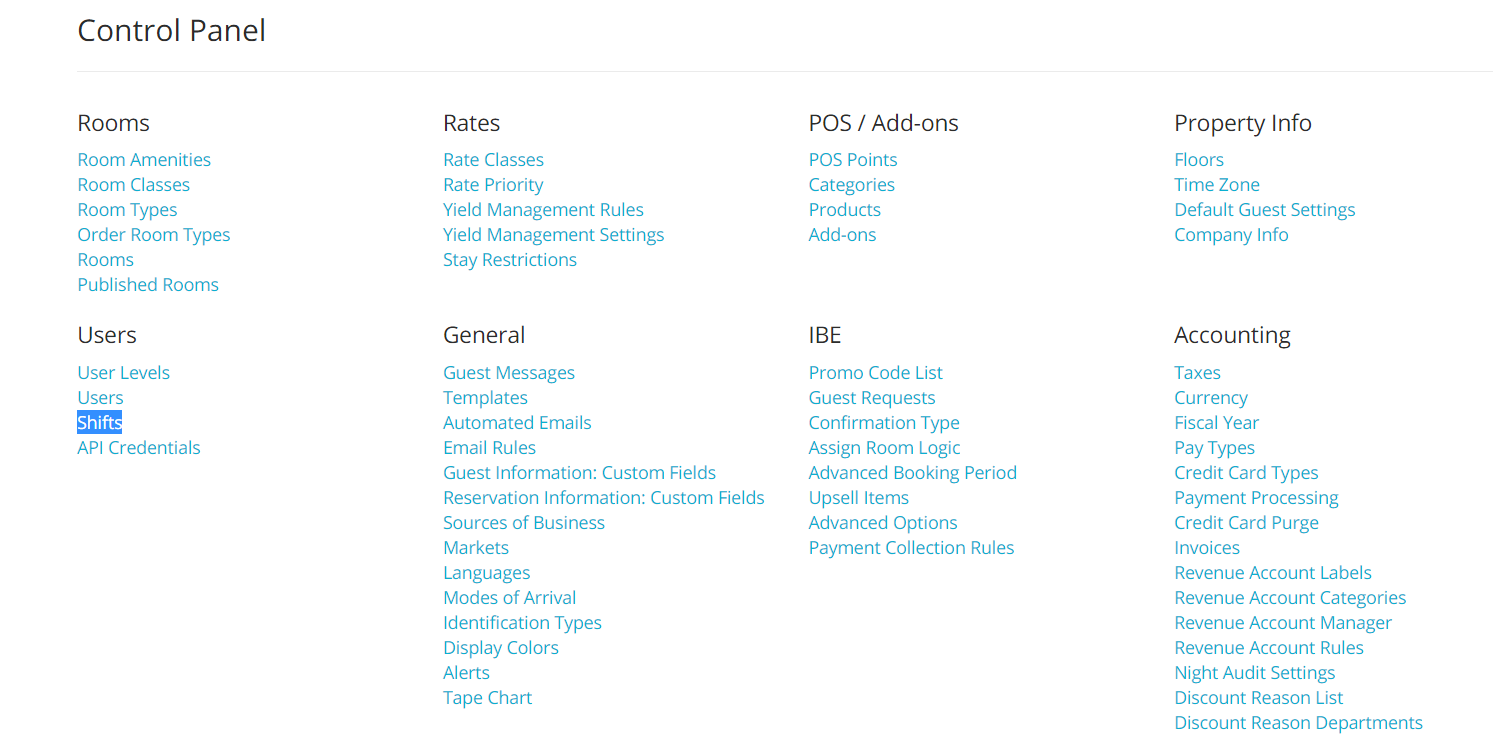 Control Panel
Rooms
Room Amenities
Room Classes
Room Types
Order Room Types
Rooms
Published Rooms
Rates
Rate Classes
Rate Priority
Yield Management Rules
Yield Management Settings
Stay Restrictions
POS / Add-ons
POS Points
Categories
Products
Add-ons
Property Info
Floors
Time Zone
Default Guest Settings
Company Info
Users
User Levels
Users
Shifts
API Credentials
General
Guest Messages
Templates
Automated Emails
Email Rules
Guest Information: Custom Fields
Reservation Information: Custom Fields
Sources of Business
Markets
Languages
Modes of Arrival
Identification Types
Display Colors
Alerts
Tape Chart
IBE
Promo Code List
Guest Requests
Confirmation Type
Assign Room Logic
Advanced Booking Period
Upsell Items
Advanced Options
Payment Collection Rules
Accounting
Taxes
Currency
Fiscal Year
Pay Types
Credit Card Types
Payment Processing
Credit Card Purge
Invoices
Revenue Account Labels
Revenue Account Categories
Revenue Account Manager
Revenue Account Rules
Night Audit Settings
Discount Reason List
Discount Reason Departments